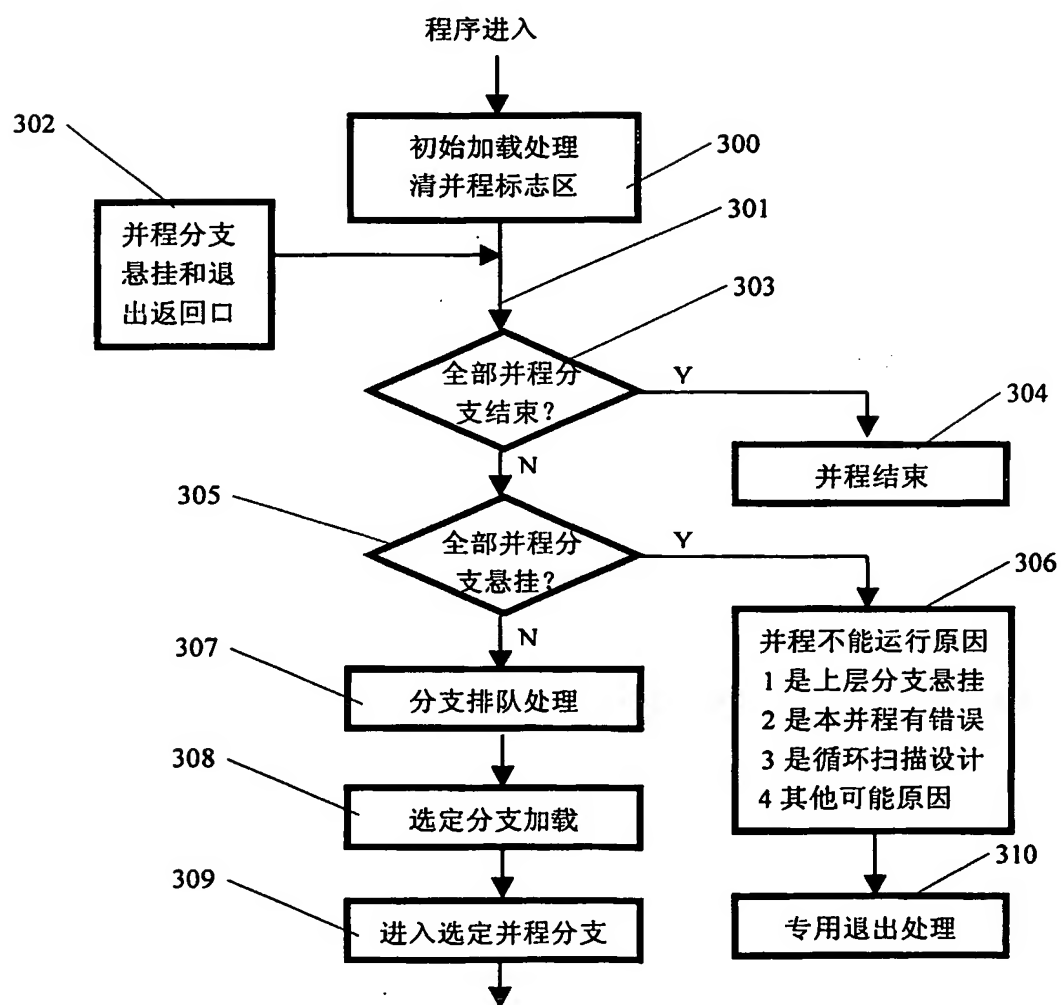 程序进入
302
初始加载处理
清并程标志区
300
301
并程分支
悬挂和退
出返回口
303
全部并程分
支结束？
Y
304
N
并程结束
305
全部并程分
支悬挂？
Y
306
N
307
并程不能运行原因
1 是上层分支悬挂
2 是本并程有错误
3 是循环扫描设计
4 其他可能原因
分支排队处理
308
选定分支加载
310
309
进入选定并程分支
专用退出处理